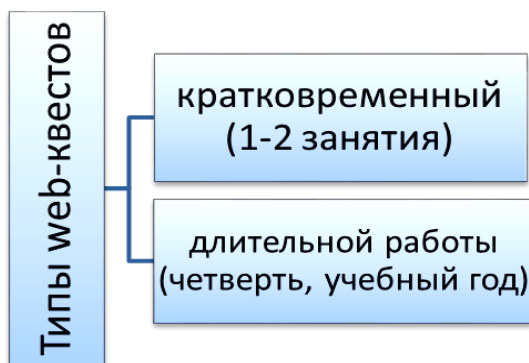 Типы web-квестов
кратковременный
(1-2 занятия)
длительной работы
(четверть, учебный год)